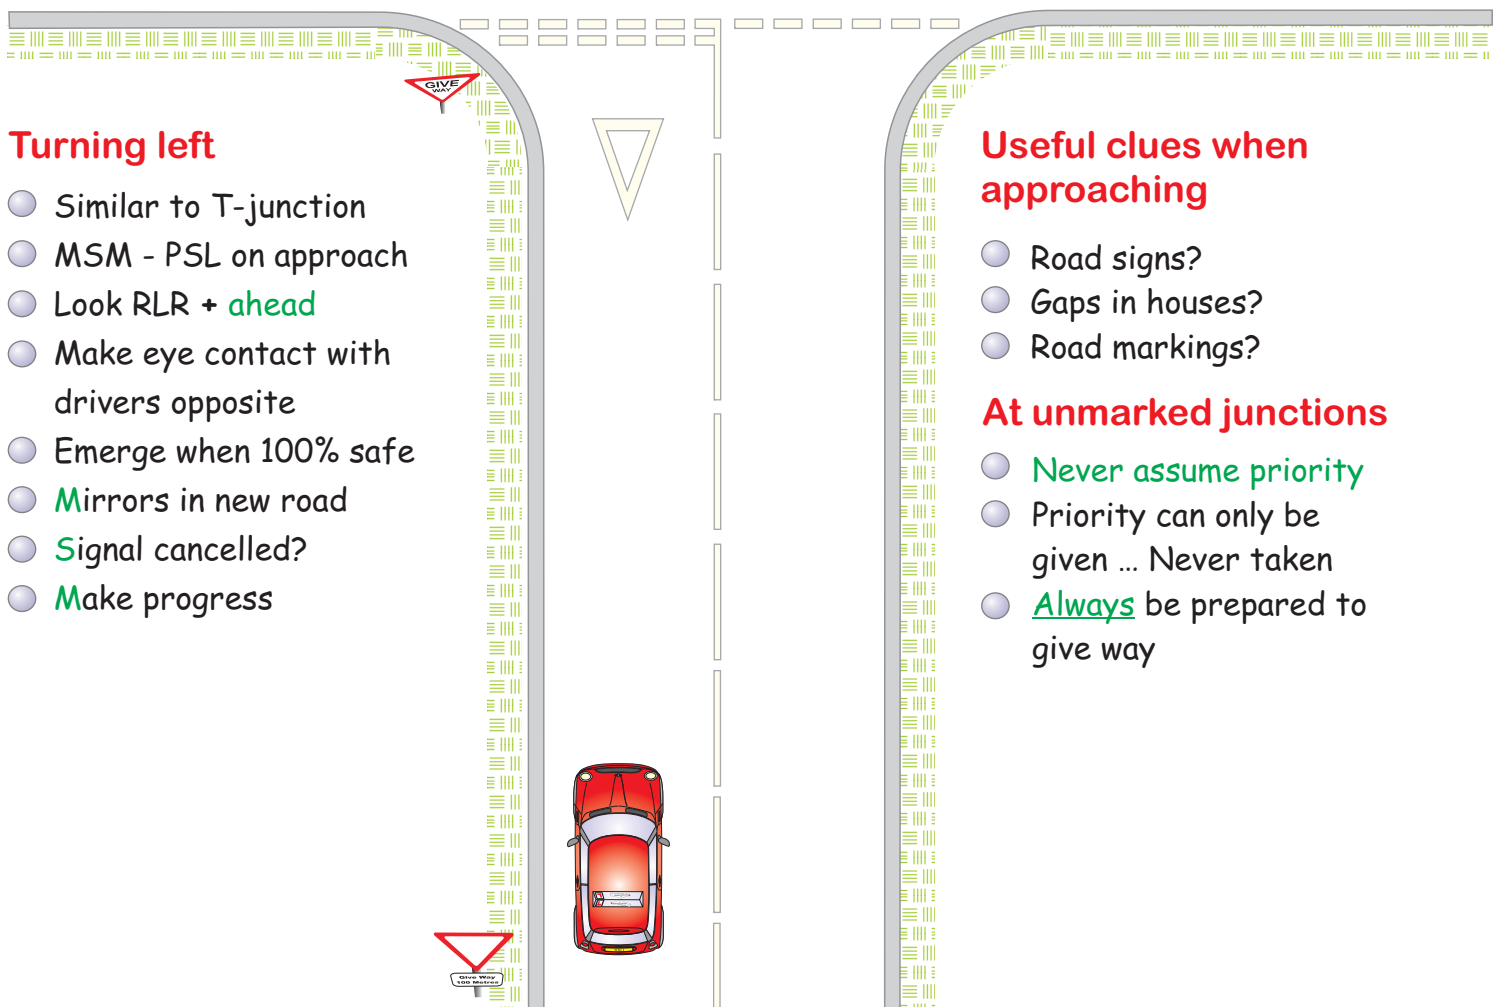 GIVE
WAY
Turning left
Similar to T-junction
MSM - PSL on approach
Look RLR + ahead
Make eye contact with
drivers opposite
Emerge when 100% safe
Mirrors in new road
Signal cancelled?
Make progress
Useful clues when
approaching
Road signs?
Gaps in houses?
Road markings?
At unmarked junctions
Never assume priority
Priority can only be
given ... Never taken
Always be prepared to
give way
Give Way
100 Metres